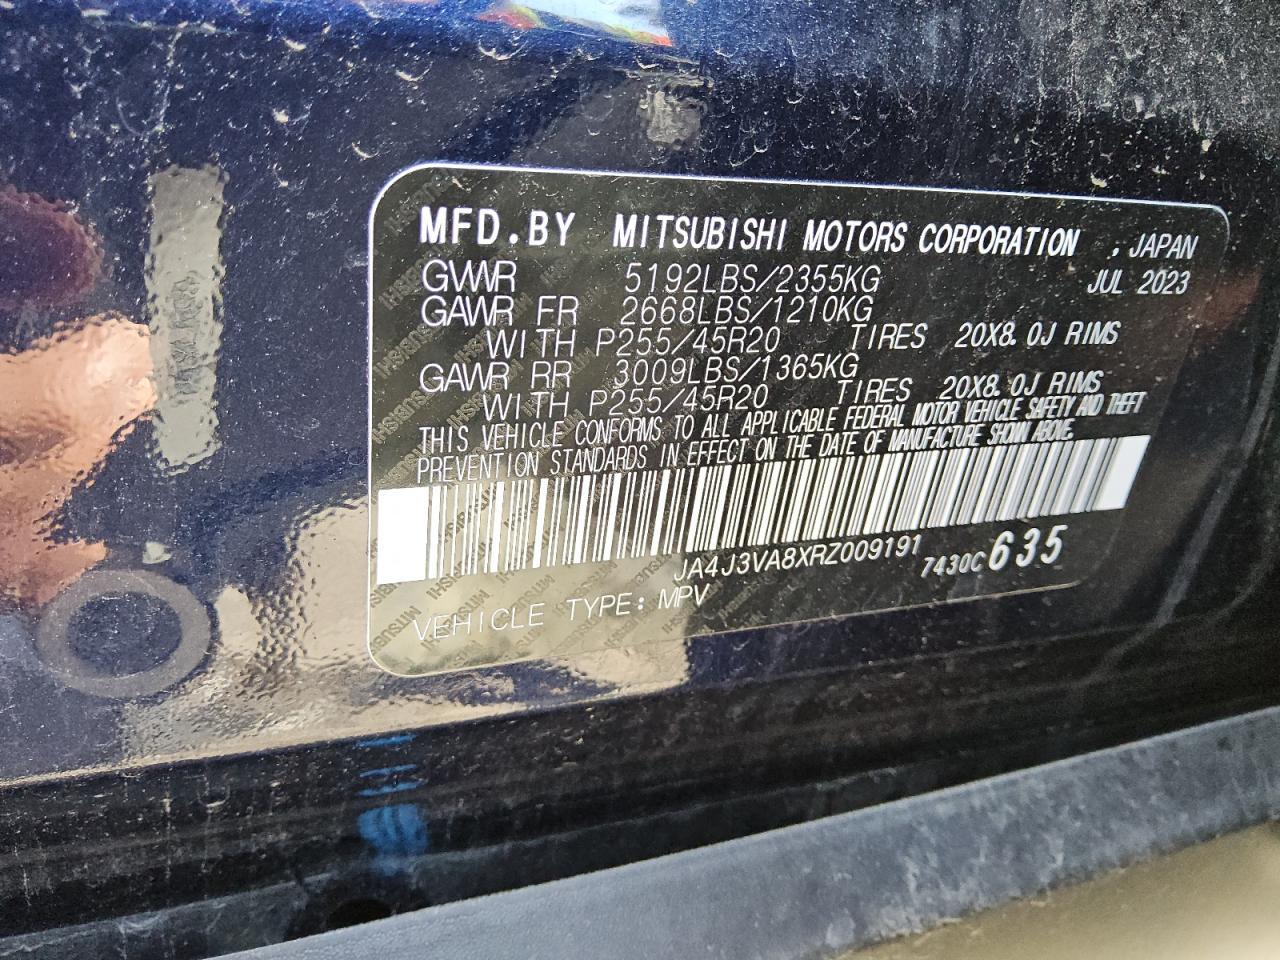 MFD.BY MITSUBISHI MOTORS CORPORATION , JAPAN
GVWR 5192LBS/2355KG JUL 2023
GAWR FR 2668LBS/1210KG
WITH P255/45R20 TIRES 20X8.0J RIMS
GAWR RR 3009LBS/1365KG
WITH P255/45R20 TIRES 20X8.0J RIMS
THIS VEHICLE CONFORMS TO ALL APPLICABLE FEDERAL MOTOR VEHICLE SAFETY AND THEFT
PREVENTION STANDARDS IN EFFECT ON THE DATE OF MANUFACTURE SHOWN ABOVE.
JA4J3VA8XRZ009191 7430C 635
VEHICLE TYPE: MPV